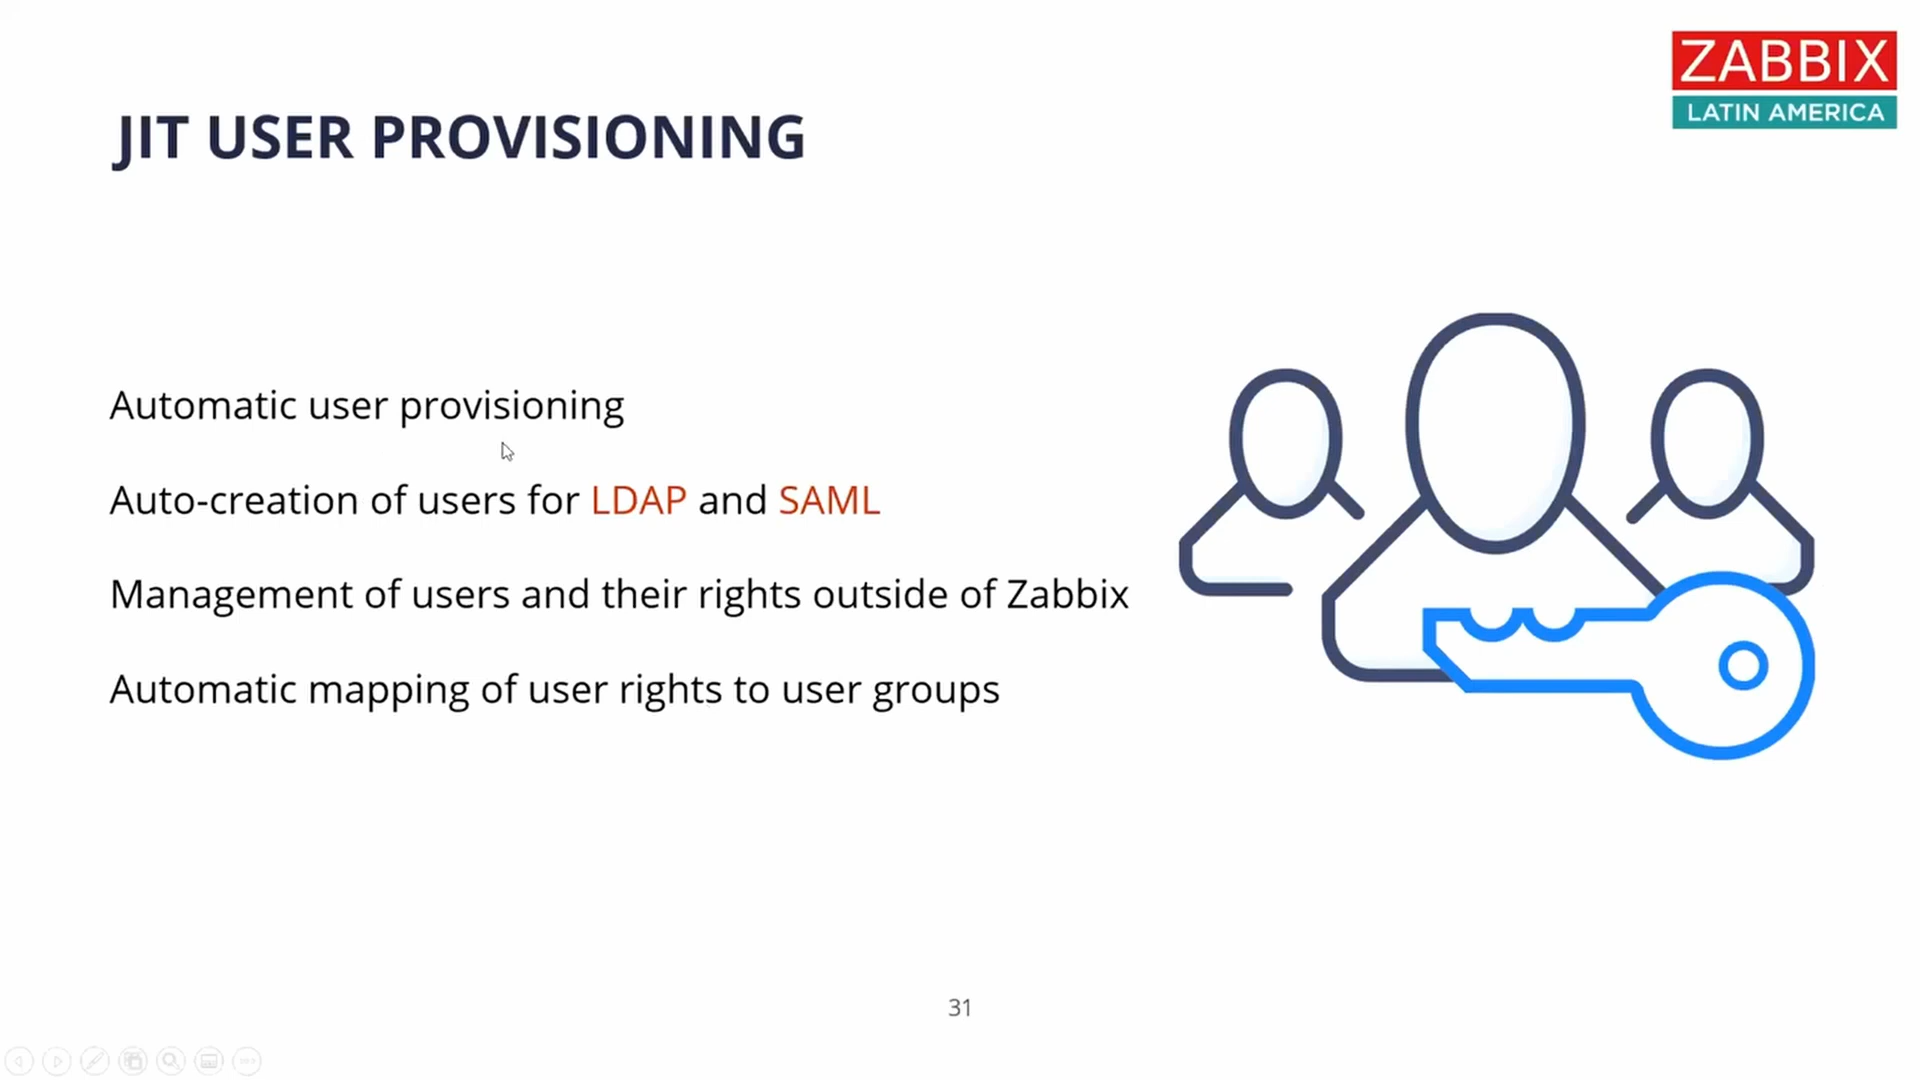 ZABBIX
LATIN AMERICA
JIT USER PROVISIONING
Automatic user provisioning
Auto-creation of users for LDAP and SAML
Management of users and their rights outside of Zabbix
Automatic mapping of user rights to user groups
31